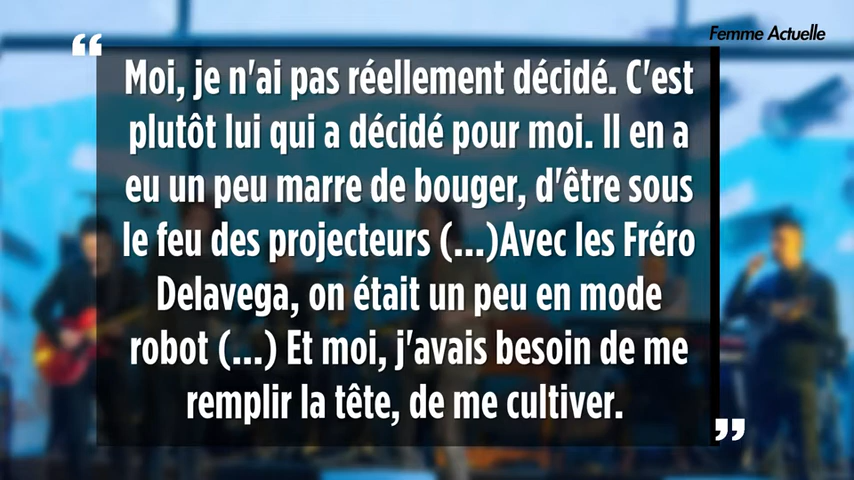 Femme Actuelle
“
Moi, je n'ai pas réellement décidé. C'est
plutôt lui qui a décidé pour moi. Il en a
eu un peu marre de bouger, d'être sous
le feu des projecteurs (...)Avec les Fréro
Delavega, on était un peu en mode
robot (...) Et moi, j'avais besoin de me
remplir la tête, de me cultiver.
”